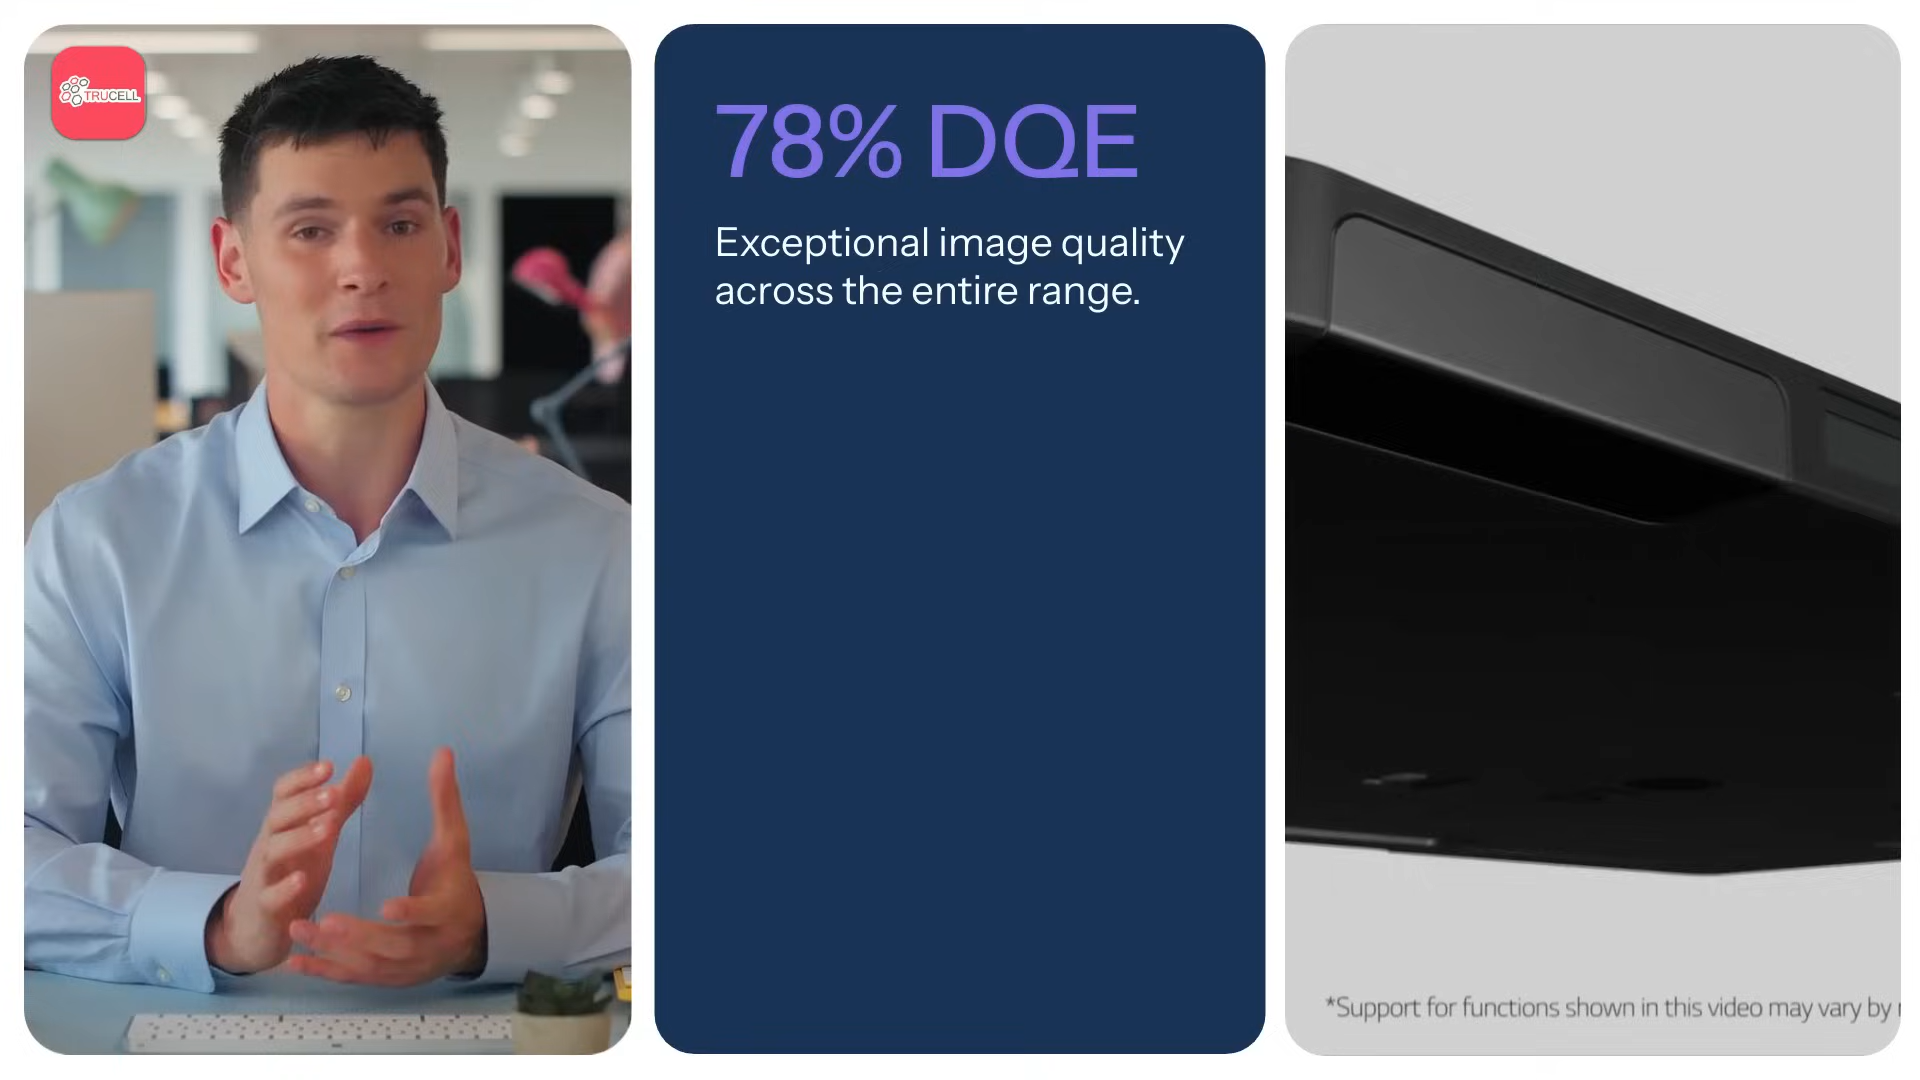 TRUCELL
78% DQE
Exceptional image quality
across the entire range.
*Support for functions shown in this video may vary by